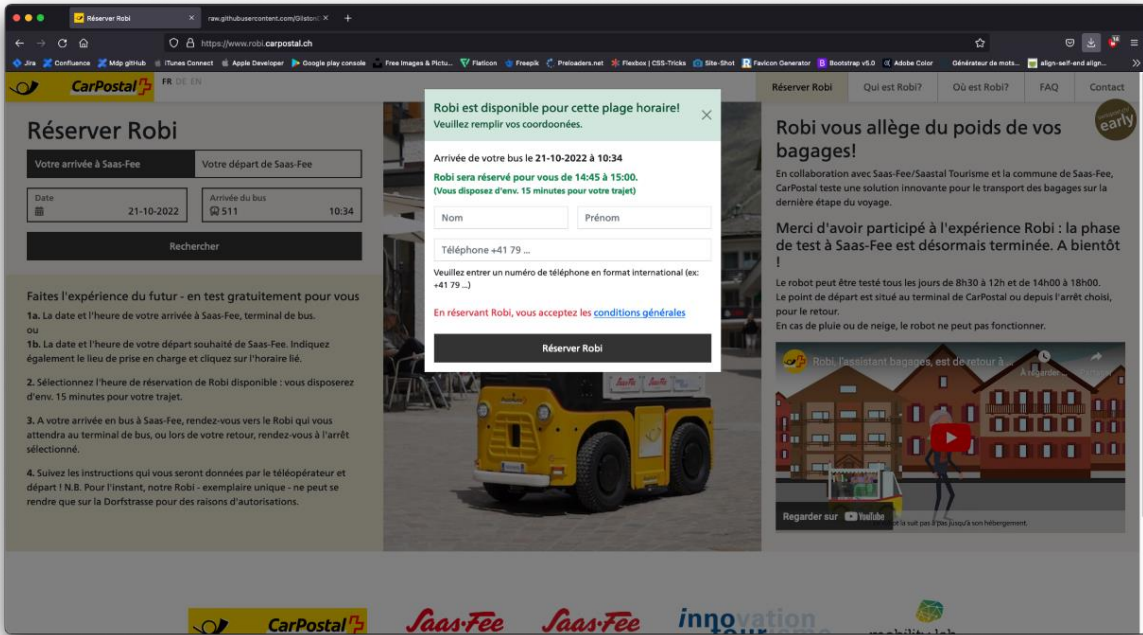 Réserver Robi
raw.githubusercontent.com/Gilston
https://www.robi.carpostal.ch
Jira
Confluence
Mdp gitHub
iTunes Connect
Apple Developer
Google play console
Free Images & Pictu...
Flaticon
Freepik
Preloaders.net
Flexbox | CSS-Tricks
Site-Shot
Favicon Generator
Bootstrap v5.0
Adobe Color
Générateur de mots...
align-self-end align...
CarPostal
FR DE EN
Réserver Robi
Qui est Robi?
Où est Robi?
FAQ
Contact
Réserver Robi
Votre arrivée à Saas-Fee
Votre départ de Saas-Fee
Date
21-10-2022
Arrivée du bus
511
10:34
Rechercher
Faites l'expérience du futur - en test gratuitement pour vous
1a. La date et l'heure de votre arrivée à Saas-Fee, terminal de bus.
ou
1b. La date et l'heure de votre départ souhaité de Saas-Fee. Indiquez
également le lieu de prise en charge et cliquez sur l'horaire lié.
2. Sélectionnez l'heure de réservation de Robi disponible : vous disposerez
d'env. 15 minutes pour votre trajet.
3. A votre arrivée en bus à Saas-Fee, rendez-vous vers le Robi qui vous
attendra au terminal de bus, ou lors de votre retour, rendez-vous à l'arrêt
sélectionné.
4. Suivez les instructions qui vous seront données par le téléopérateur et
départ ! N.B. Pour l'instant, notre Robi - exemplaire unique - ne peut se
rendre que sur la Dorfstrasse pour des raisons d'autorisations.
Robi est disponible pour cette plage horaire!
Veuillez remplir vos coordoonées.
Arrivée de votre bus le 21-10-2022 à 10:34
Robi sera réservé pour vous de 14:45 à 15:00.
(Vous disposez d'env. 15 minutes pour votre trajet)
Nom
Prénom
Téléphone +41 79 ...
Veuillez entrer un numéro de téléphone en format international (ex:
+41 79 ...)
En réservant Robi, vous acceptez les conditions générales
Réserver Robi
Saas-Fee Saas-Fee
early
Robi vous allège du poids de vos
bagages!
En collaboration avec Saas-Fee/Saastal Tourisme et la commune de Saas-Fee,
CarPostal teste une solution innovante pour le transport des bagages sur la
dernière étape du voyage.
Merci d'avoir participé à l'expérience Robi : la phase
de test à Saas-Fee est désormais terminée. A bientôt
!
Le robot peut être testé tous les jours de 8h30 à 12h et de 14h00 à 18h00.
Le point de départ est situé au terminal de CarPostal ou depuis l'arrêt choisi,
pour le retour.
En cas de pluie ou de neige, le robot ne peut pas fonctionner.
Robi, l'assistant bagages, est de retour à ...
À regarder ...
Partager
Regarder sur YouTube
la suit pas à pas jusqu'à son hébergement.
CarPostal
Saas-Fee
Saas-Fee
innovation
tourisme
mobility lab